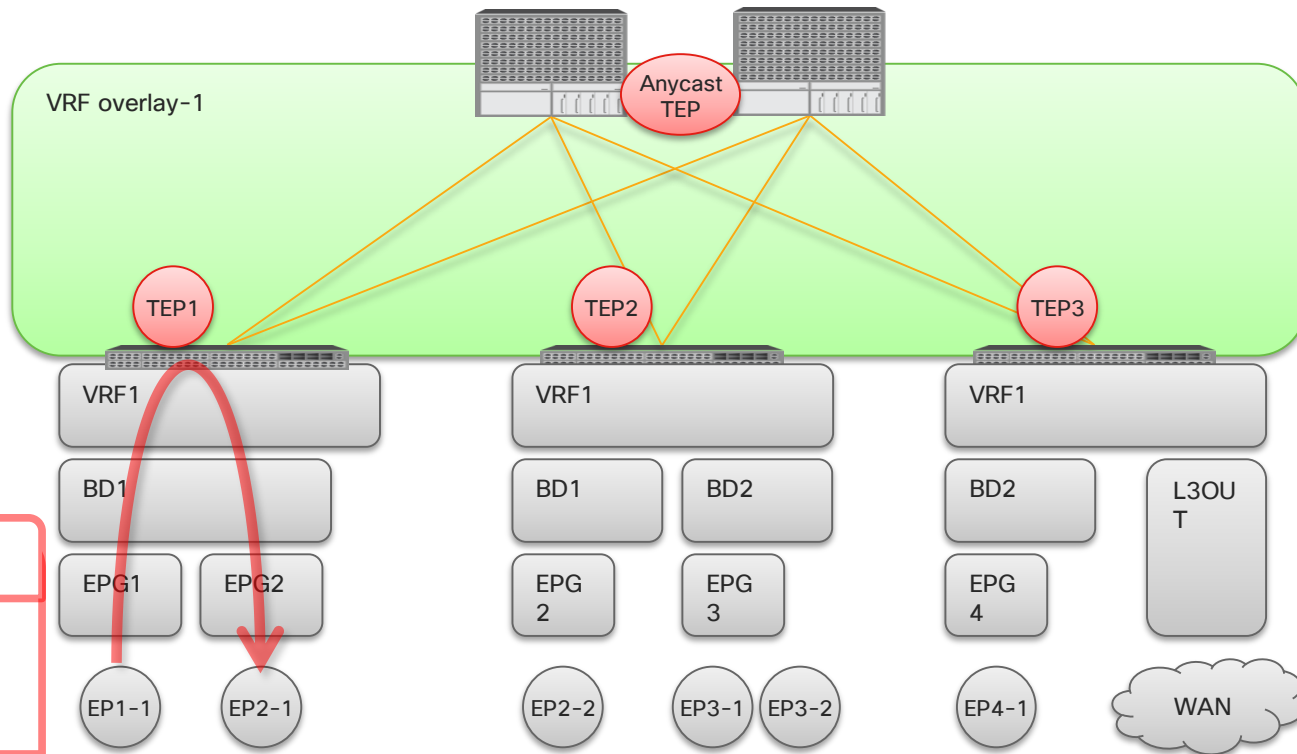 Anycast
TEP
VRF overlay-1
TEP1
TEP2
TEP3
VRF1
VRF1
VRF1
BD1
BD1
BD2
BD2
L3OU
T
EPG1
EPG2
EPG
2
EPG
3
EPG
4
EP1-1
EP2-1
EP2-2
EP3-1
EP3-2
EP4-1
WAN